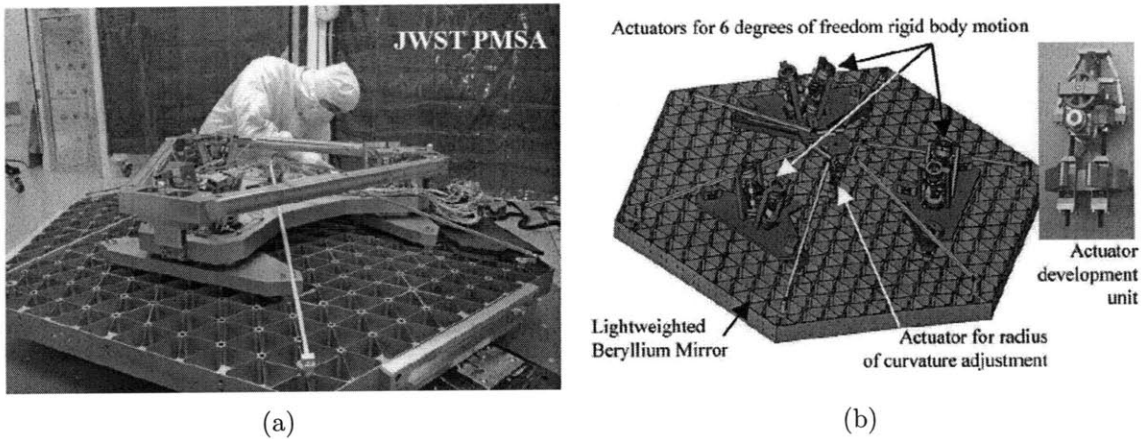 JWST PMSA
Actuators for 6 degrees of freedom rigid body motion
Actuator
development
unit
Lightweighted
Beryllium Mirror
Actuator for radius
of curvature adjustment
(a)
(b)